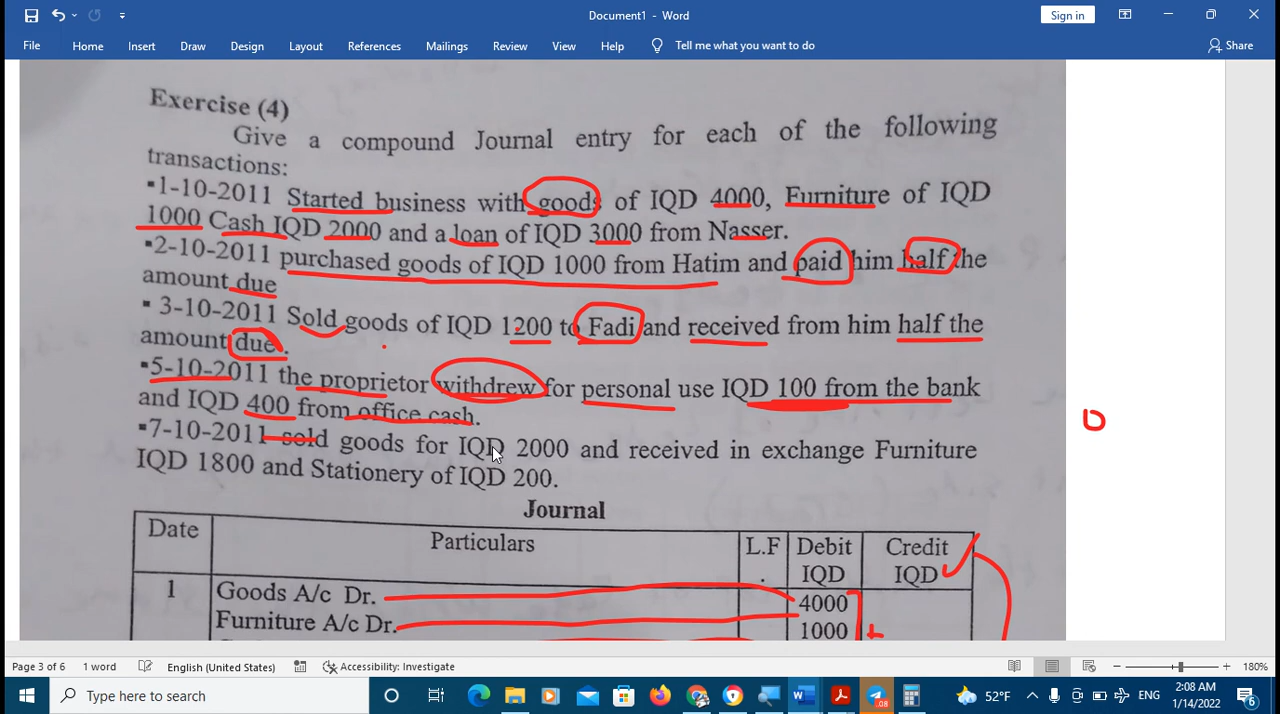 Document1 - Word
Sign in
File Home Insert Draw Design Layout References Mailings Review View Help Tell me what you want to do Share
Exercise (4)
Give a compound Journal entry for each of the following
transactions:
▪1-10-2011 Started business with goods of IQD 4000, Furniture of IQD
1000 Cash IQD 2000 and a loan of IQD 3000 from Nasser.
▪2-10-2011 purchased goods of IQD 1000 from Hatim and paid him half the
amount due
▪ 3-10-2011 Sold goods of IQD 1200 to Fadi and received from him half the
amount due .
▪5-10-2011 the proprietor withdrew for personal use IQD 100 from the bank
and IQD 400 from office cash.
▪7-10-2011 sold goods for IQD 2000 and received in exchange Furniture
IQD 1800 and Stationery of IQD 200.
Journal
Date Particulars L.F . Debit IQD Credit IQD
1 Goods A/c Dr. 4000
Furniture A/c Dr. 1000
Page 3 of 6 1 word English (United States) Accessibility: Investigate 180%
Type here to search 52°F ENG 2:08 AM
1/14/2022 6